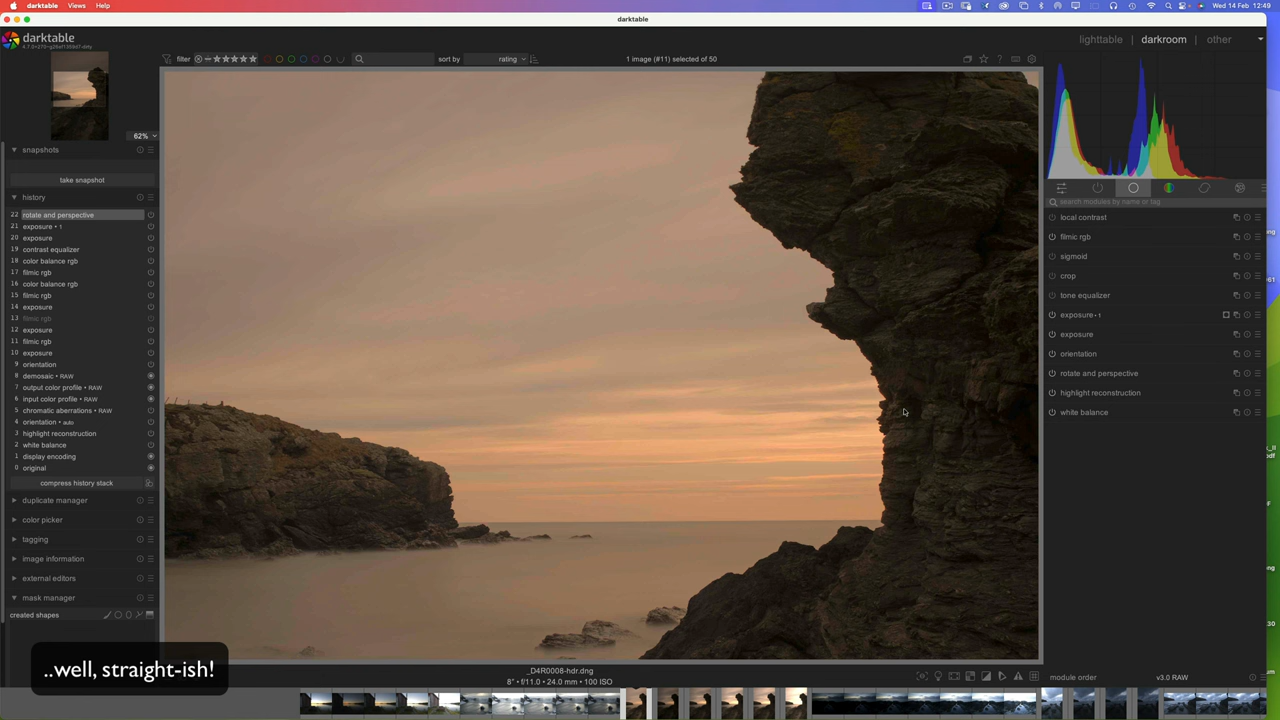 darktable Views Help
Wed 14 Feb 12:49
darktable
darktable
filter
sort by rating
1 image (#11) selected of 50
lighttable | darkroom | other
62%
snapshots
take snapshot
history
22 rotate and perspective
21 exposure • 1
20 exposure
19 contrast equalizer
18 color balance rgb
17 filmic rgb
16 color balance rgb
15 filmic rgb
14 exposure
13 filmic rgb
12 exposure
11 filmic rgb
10 exposure
9 orientation
8 demosaic • RAW
7 output color profile • RAW
6 input color profile • RAW
5 chromatic aberrations • RAW
4 orientation • auto
3 highlight reconstruction
2 white balance
1 display encoding
0 original
compress history stack
duplicate manager
color picker
tagging
image information
external editors
mask manager
created shapes
search modules by name or tag
local contrast
filmic rgb
sigmoid
crop
tone equalizer
exposure • 1
exposure
orientation
rotate and perspective
highlight reconstruction
white balance
..well, straight-ish!
_D4R0008-hdr.dng
8" • f/11.0 • 24.0 mm • 100 ISO
module order v3.0 RAW